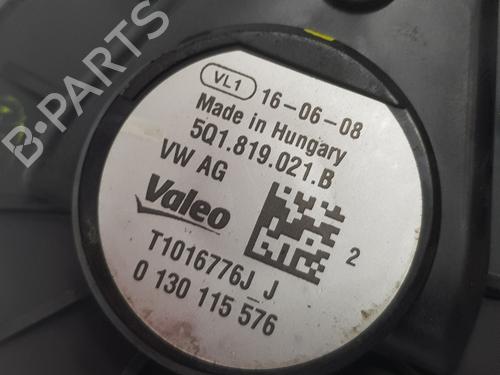 B-PARTS
VL1 16-06-08
Made in Hungary
5Q1.819.021.B
VW AG
Valeo
2
T1016776J_J
0 130 115 576